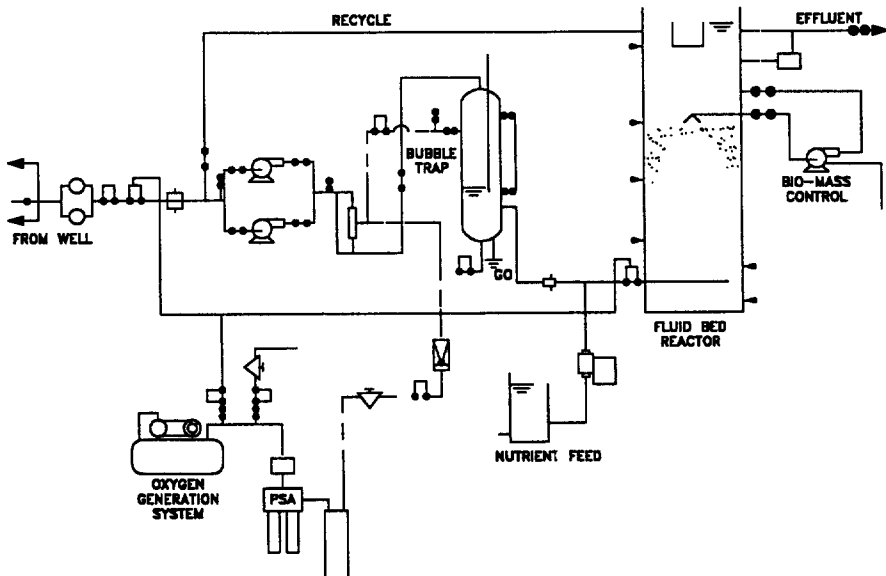 RECYCLE
EFFLUENT
BUBBLE
TRAP
BIO-MASS
CONTROL
FROM WELL
GO
FLUID BED
REACTOR
NUTRIENT FEED
OXYGEN
GENERATION
SYSTEM
PSA